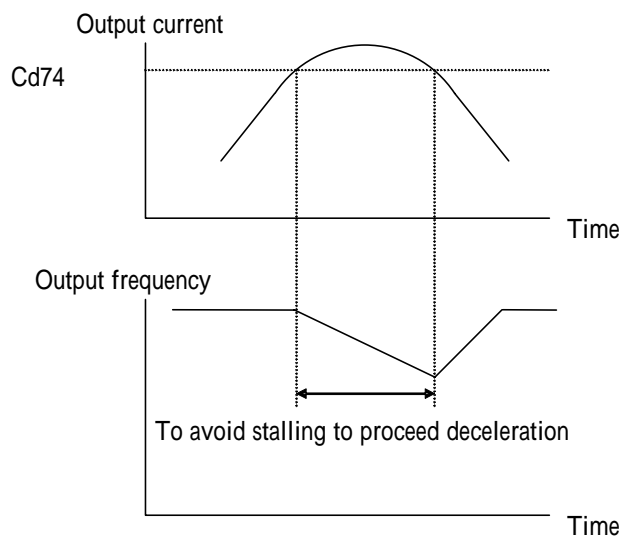 Output current
Cd74
Time
Output frequency
To avoid stalling to proceed deceleration
Time